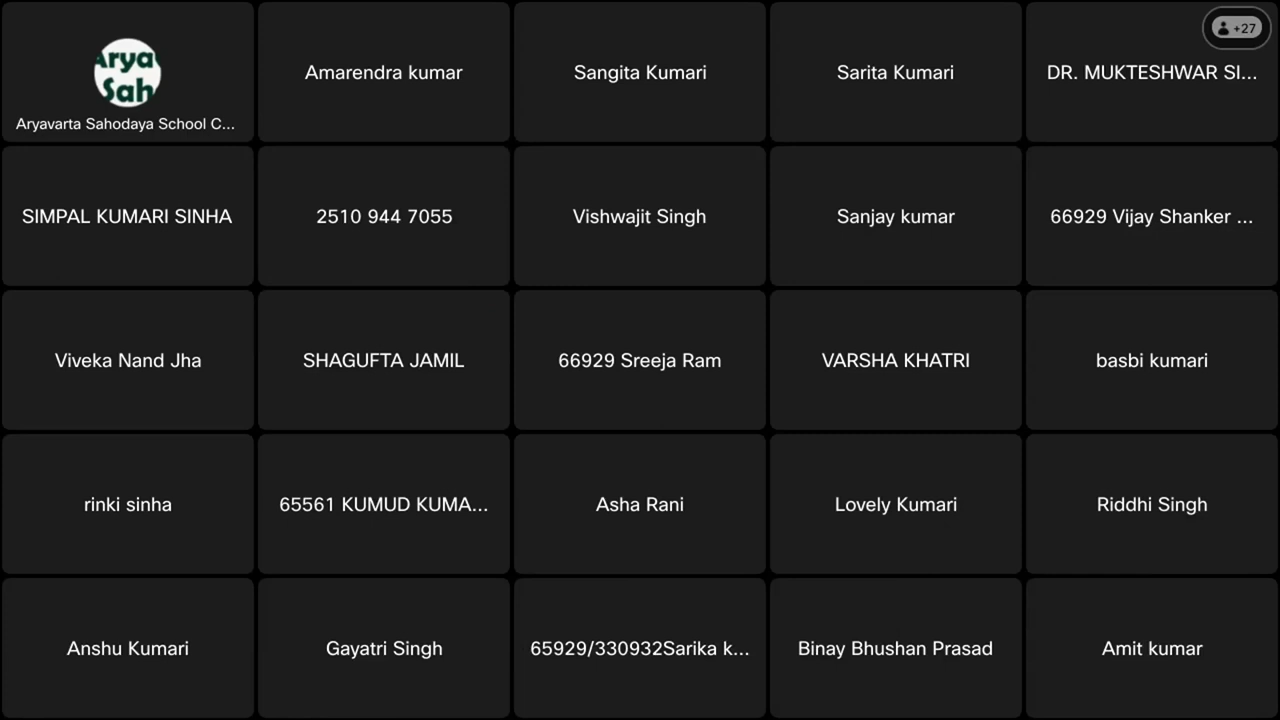 Arya
Sah
Aryavarta Sahodaya School C...
Amarendra kumar
Sangita Kumari
Sarita Kumari
DR. MUKTESHWAR SI...
+27
SIMPAL KUMARI SINHA
2510 944 7055
Vishwajit Singh
Sanjay kumar
66929 Vijay Shanker ...
Viveka Nand Jha
SHAGUFTA JAMIL
66929 Sreeja Ram
VARSHA KHATRI
basbi kumari
rinki sinha
65561 KUMUD KUMA...
Asha Rani
Lovely Kumari
Riddhi Singh
Anshu Kumari
Gayatri Singh
65929/330932Sarika k...
Binay Bhushan Prasad
Amit kumar